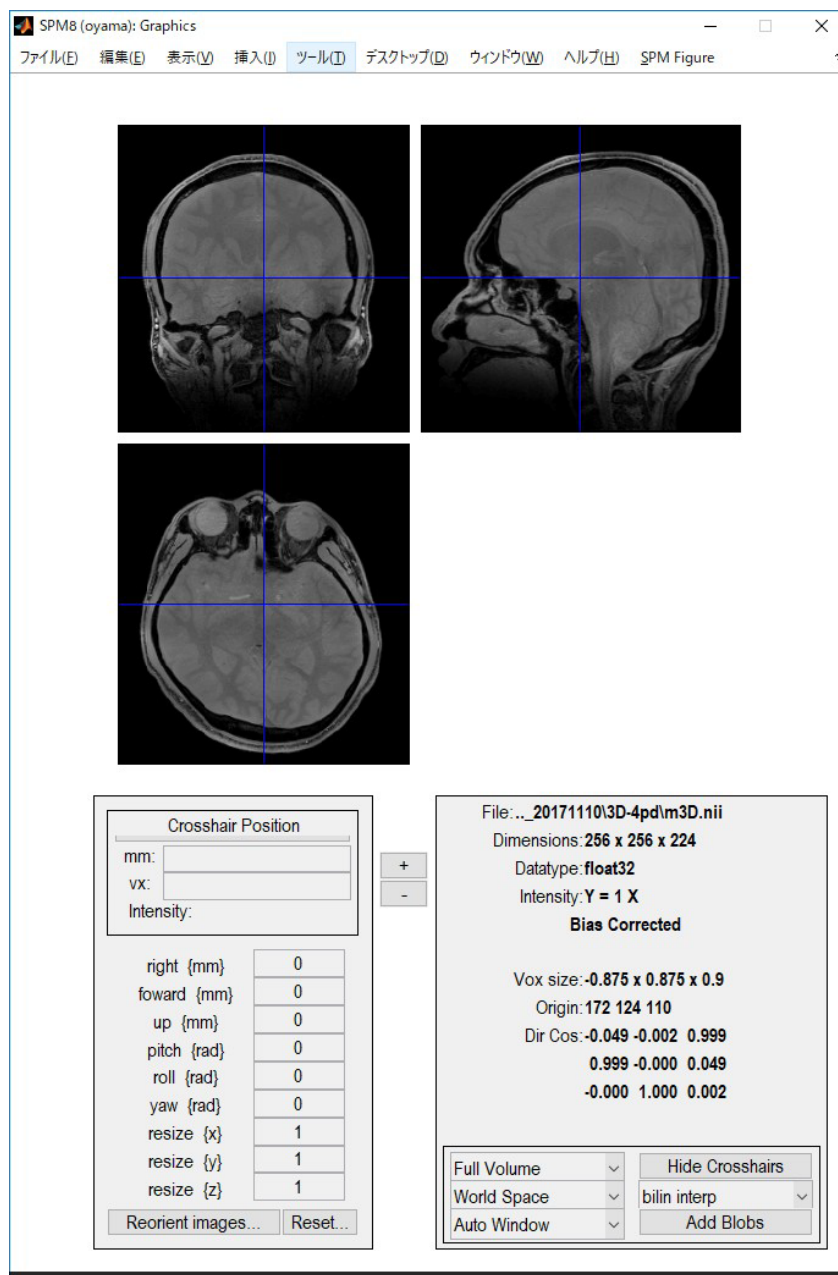 SPM8 (oyama): Graphics
ファイル(F) 編集(E) 表示(V) 挿入(I) ツール(T) デスクトップ(D) ウィンドウ(W) ヘルプ(H) SPM Figure
Crosshair Position
mm:
vx:
Intensity:
+
-
right {mm} 0
foward {mm} 0
up {mm} 0
pitch {rad} 0
roll {rad} 0
yaw {rad} 0
resize {x} 1
resize {y} 1
resize {z} 1
Reorient images... Reset...
File:.._20171110\3D-4pd\m3D.nii
Dimensions:256 x 256 x 224
Datatype:float32
Intensity:Y = 1 X
Bias Corrected
Vox size:-0.875 x 0.875 x 0.9
Origin:172 124 110
Dir Cos:-0.049 -0.002 0.999
0.999 -0.000 0.049
-0.000 1.000 0.002
Full Volume Hide Crosshairs
World Space bilin interp
Auto Window Add Blobs